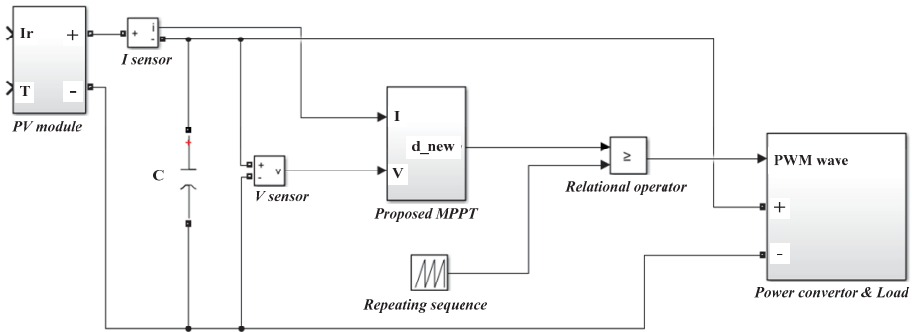 Ir +
T -
PV module
+ i
-
I sensor
+
C
+ v
-
V sensor
I
d_new
V
Proposed MPPT
≥
Relational operator
Repeating sequence
PWM wave
+
-
Power convertor & Load